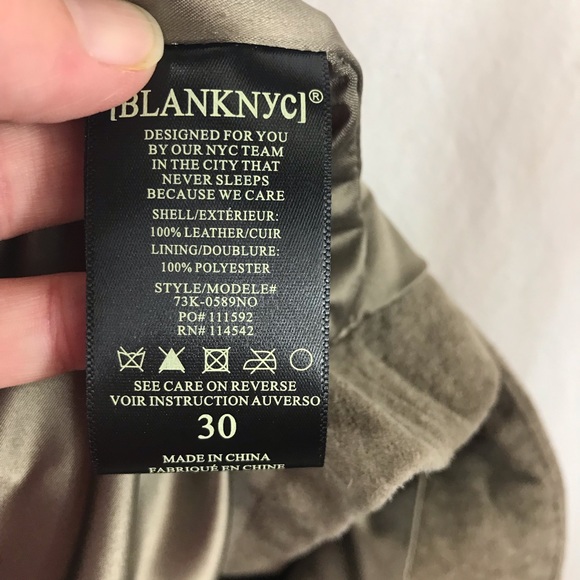 [BLANKNYC]®
DESIGNED FOR YOU
BY OUR NYC TEAM
IN THE CITY THAT
NEVER SLEEPS
BECAUSE WE CARE
SHELL/EXTÉRIEUR:
100% LEATHER/CUIR
LINING/DOUBLURE:
100% POLYESTER
STYLE/MODELE#
73K-0589NO
PO# 111592
RN# 114542
SEE CARE ON REVERSE
VOIR INSTRUCTION AUVERSO
30
MADE IN CHINA
FABRIQUÉ EN CHINE